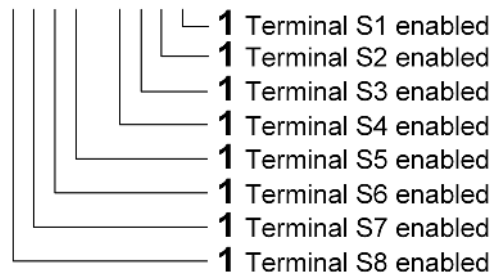 1 Terminal S1 enabled
1 Terminal S2 enabled
1 Terminal S3 enabled
1 Terminal S4 enabled
1 Terminal S5 enabled
1 Terminal S6 enabled
1 Terminal S7 enabled
1 Terminal S8 enabled